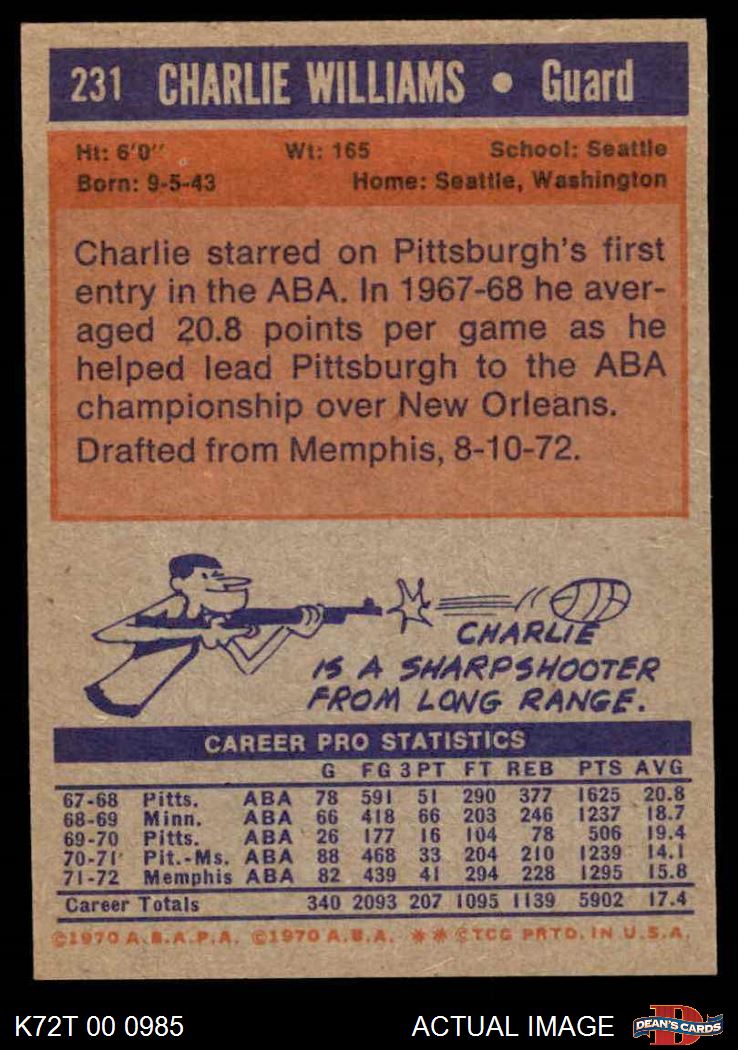 231 CHARLIE WILLIAMS • Guard
Ht: 6'0" Wt: 165 School: Seattle
Born: 9-5-43 Home: Seattle, Washington
Charlie starred on Pittsburgh's first
entry in the ABA. In 1967-68 he aver-
aged 20.8 points per game as he
helped lead Pittsburgh to the ABA
championship over New Orleans.
Drafted from Memphis, 8-10-72.
CHARLIE
IS A SHARPSHOOTER
FROM LONG RANGE.
CAREER PRO STATISTICS
G FG 3PT FT REB PTS AVG
67-68 Pitts. ABA 78 591 51 290 377 1625 20.8
68-69 Minn. ABA 66 418 66 203 246 1237 18.7
69-70 Pitts. ABA 26 177 16 104 78 506 19.4
70-71 Pit.-Ms. ABA 88 468 33 204 210 1239 14.1
71-72 Memphis ABA 82 439 41 294 228 1295 15.8
Career Totals 340 2093 207 1095 1139 5902 17.4
©1970 A.B.A.P.A. ©1970 A.B.A. ** ©TCG PRTD. IN U.S.A.
K72T 00 0985 ACTUAL IMAGE D DEAN'S CARDS